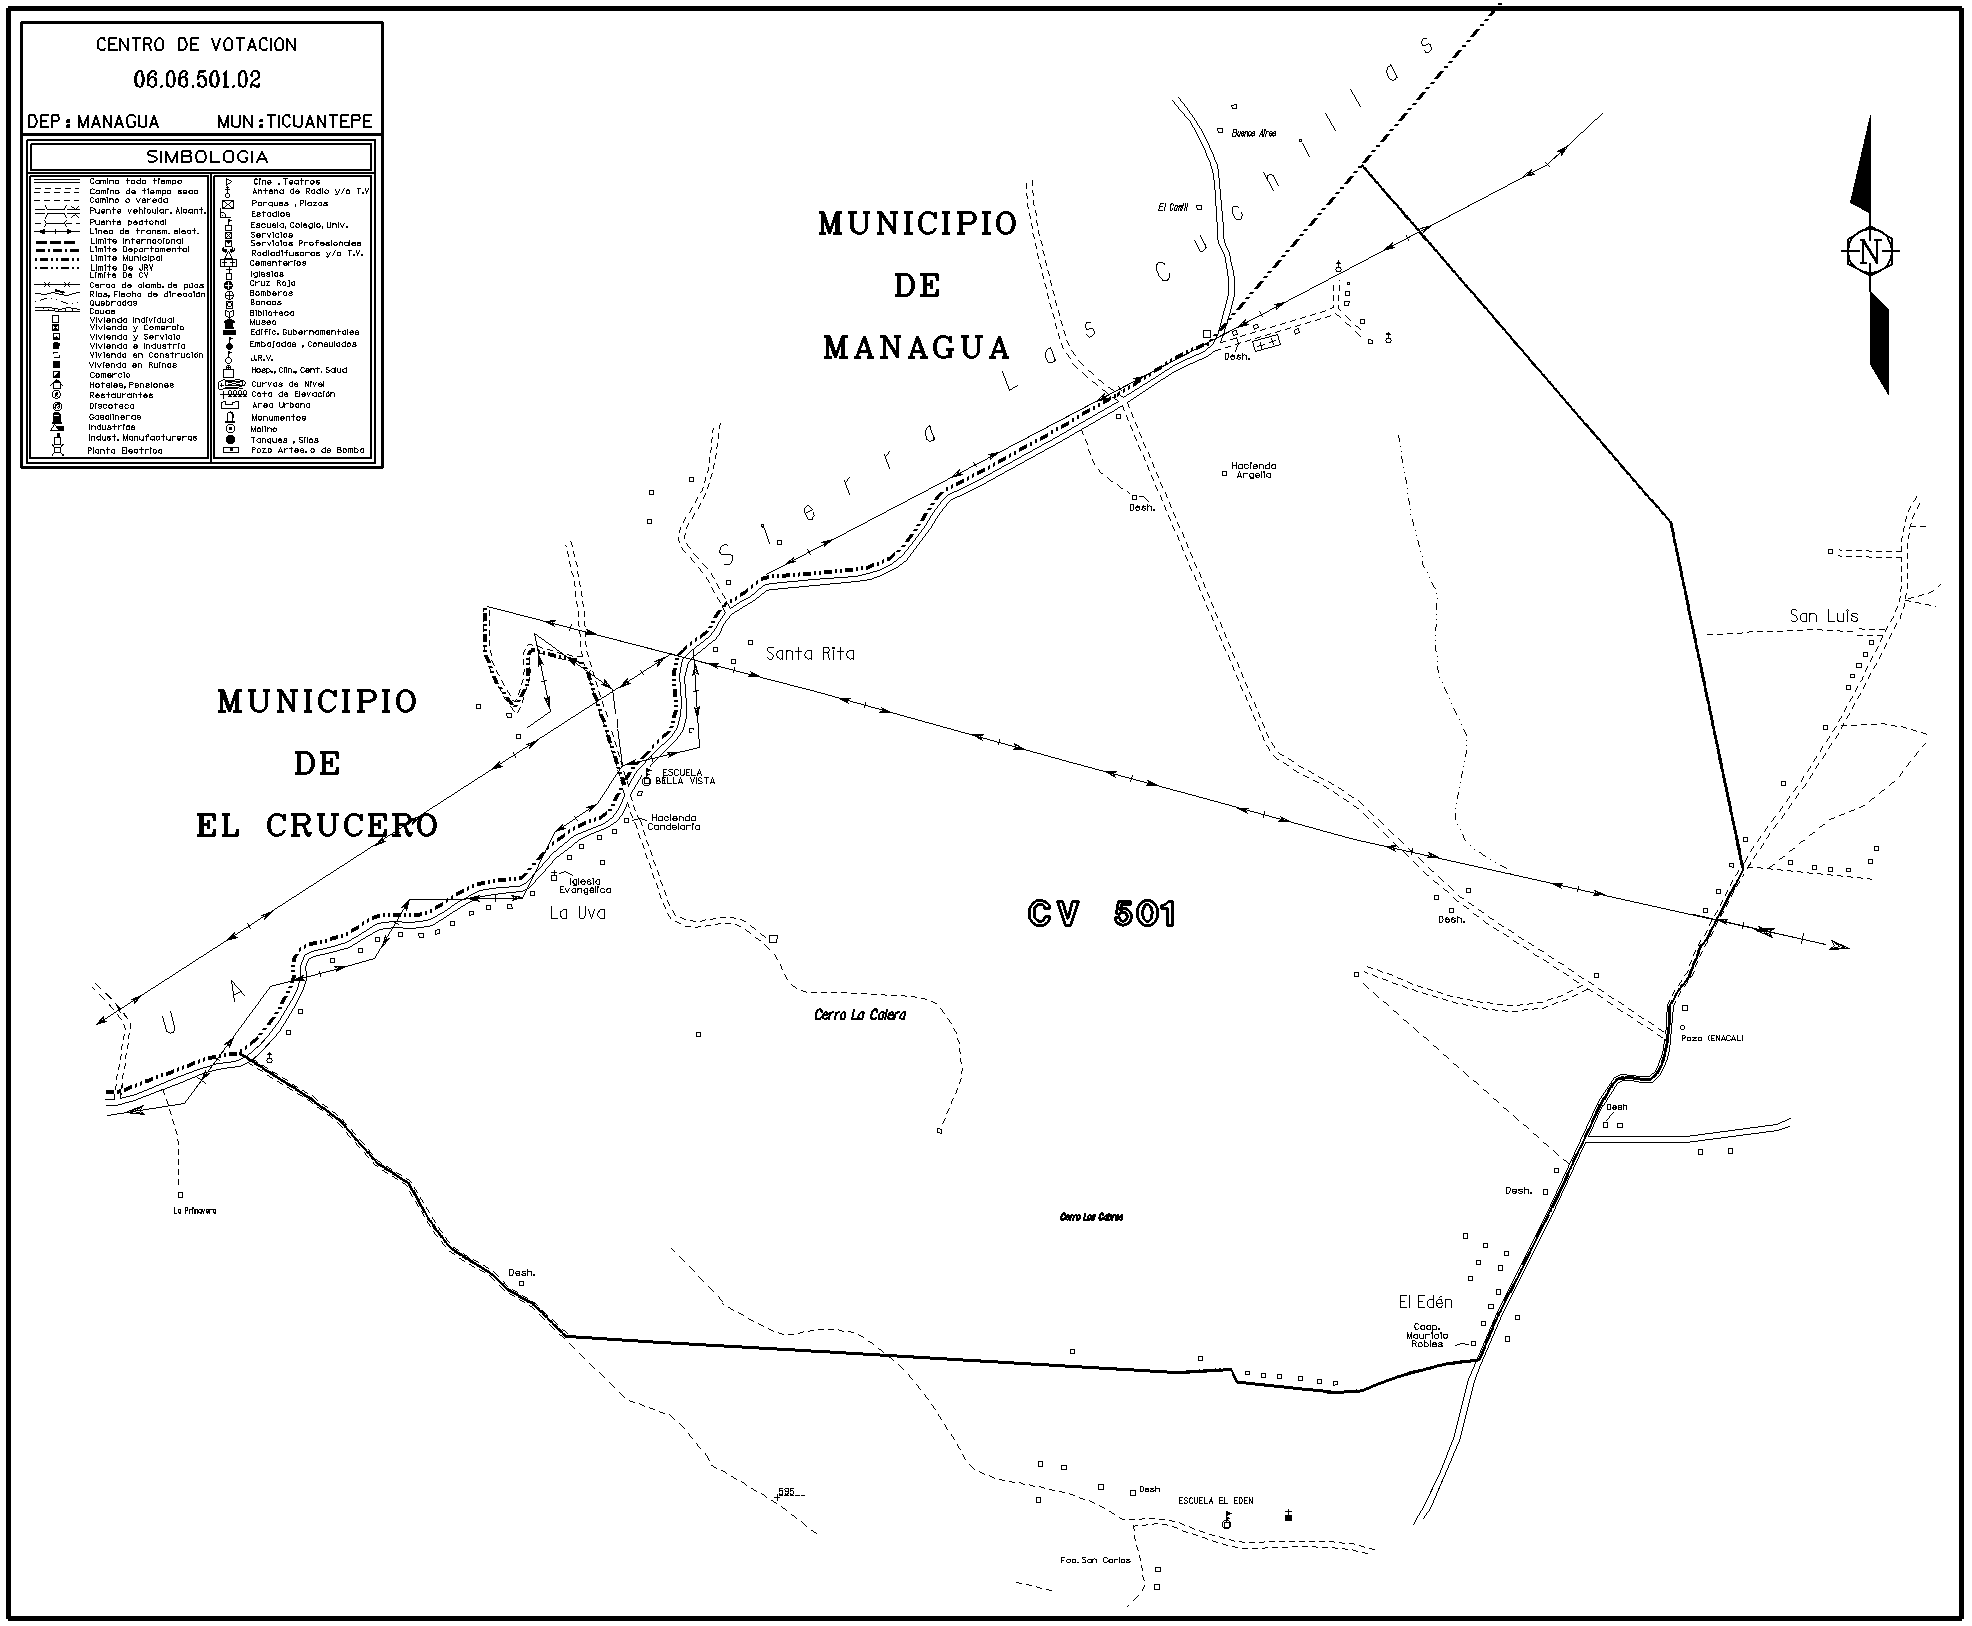 CENTRO DE VOTACION
06.06.501.02
DEP: MANAGUA MUN: TICUANTEPE
SIMBOLOGIA
Camino todo tiempo
Camino de tiempo seco
Camino o vereda
Puente vehicular. Alcant.
Puente peatonal
Linea de transm. elect.
Limite Internacional
Limite Departamental
Limite Municipal
Limite De JRV
Limite De CV
Cerca de alamb. de puas
Rios, Flecha de dirección
Quebradas
Cauce
Vivienda Individual
Vivienda y Comercio
Vivienda y Servicio
Vivienda e Industria
Vivienda en Construción
Vivienda en Ruinas
Comercio
Hoteles, Pensiones
Restaurantes
Discoteca
Gasolineras
Industrias
Indust. Manufactureras
Planta Electrica
Cine , Teatros
Antena de Radio y/o T.V
Parques , Plazas
Estadios
Escuela, Colegio, Univ.
Servicios
Servicios Profesionales
Radiodifusoras y/o T.V.
Cementerios
Iglesias
Cruz Roja
Bomberos
Bancos
Biblioteca
Museo
Edific. Gubernamentales
Embajadas , Consulados
J.R.V.
Hosp., Clin., Cent. Salud
Curvas de Nivel
Cota de Elevación
Area Urbana
Monumentos
Molino
Tanques , Silos
Pozo Artes. o de Bomba
N
MUNICIPIO
DE
MANAGUA
Sierra Las Cuchillas
Buenos Aires
El Canill
Desh.
Hacienda
Argelia
Desh.
San Luis
Santa Rita
MUNICIPIO
DE
EL CRUCERO
ESCUELA
BELLA VISTA
Hacienda
Candelaria
Iglesia
Evangélica
La Uva
CV 501
Desh.
U A
Cerro La Calera
Pozo (ENACAL)
Desh
La Primavera
Desh.
Cerro Las Cabras
Desh.
El Edén
Coop.
Mauricio
Robles
595
Desh
ESCUELA EL EDEN
Fca. San Carlos